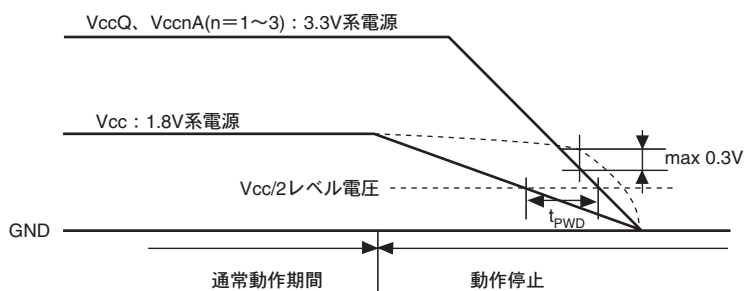 VccQ、VccnA(n＝1～3)：3.3V系電源
Vcc：1.8V系電源
max 0.3V
Vcc/2レベル電圧
tPWD
GND
通常動作期間
動作停止